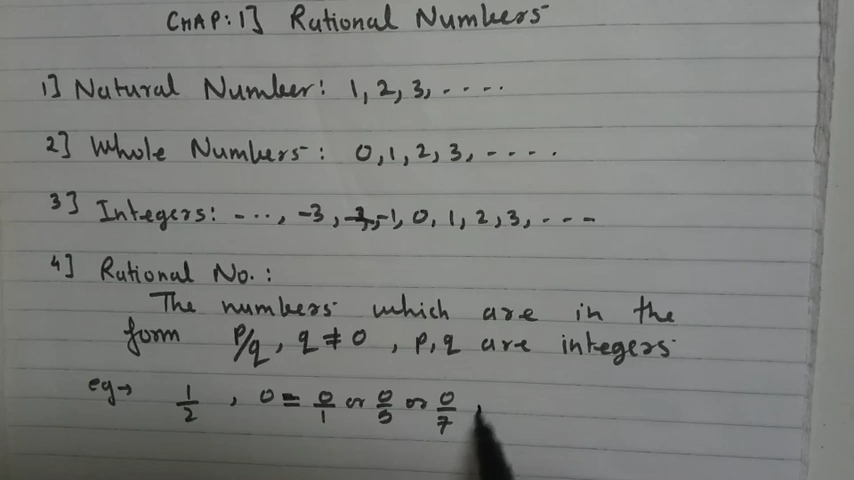 CHAP:1] Rational Numbers
1] Natural Number: 1, 2, 3, ....
2] Whole Numbers: 0, 1, 2, 3, ....
3] Integers: ..., -3, -2, -1, 0, 1, 2, 3, ...
4] Rational No.:
The numbers which are in the
form P/q, q ≠ 0, p, q are integers
eg→ 1/2, 0 = 0/1 or 0/5 or 0/7,